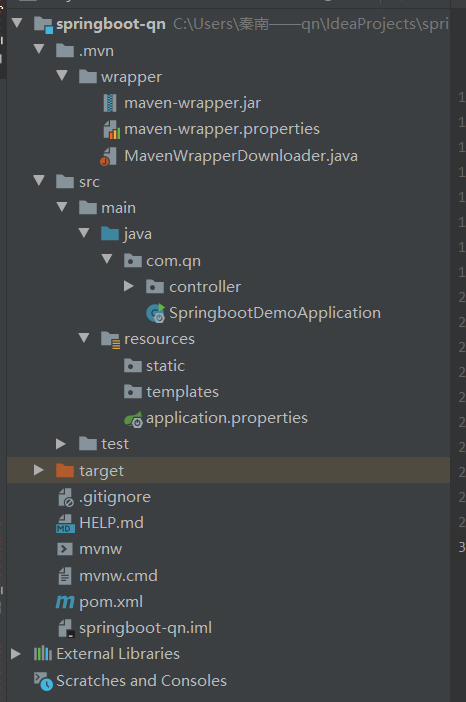 springboot-qn C:\Users\秦南——qn\IdeaProjects\spri
.mvn
wrapper
maven-wrapper.jar
maven-wrapper.properties
MavenWrapperDownloader.java
src
main
java
com.qn
controller
SpringbootDemoApplication
resources
static
templates
application.properties
test
target
.gitignore
HELP.md
mvnw
mvnw.cmd
pom.xml
springboot-qn.iml
External Libraries
Scratches and Consoles